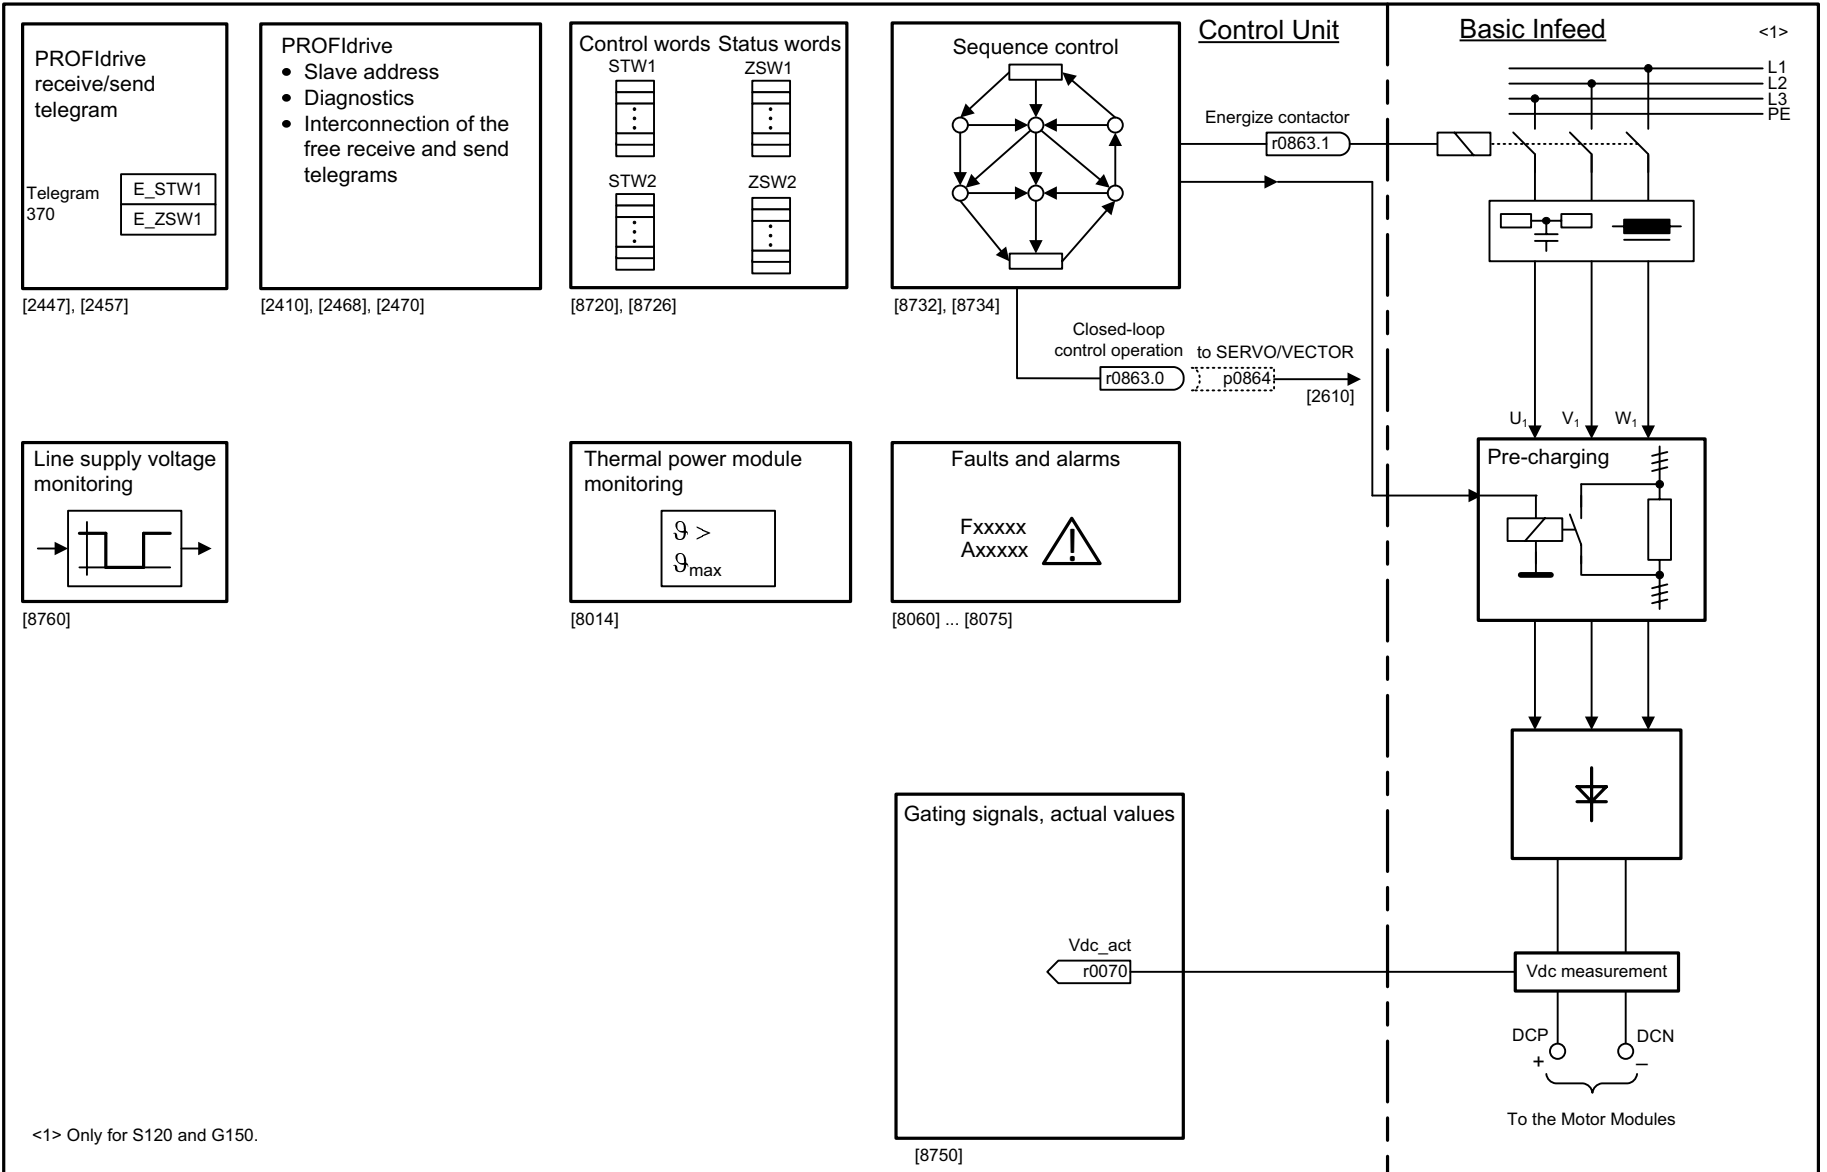 Control Unit
Basic Infeed
<1>
PROFIdrive
receive/send
telegram
Telegram
370
E_STW1
E_ZSW1
[2447], [2457]
PROFIdrive
• Slave address
• Diagnostics
• Interconnection of the
free receive and send
telegrams
[2410], [2468], [2470]
Control words
Status words
STW1
ZSW1
STW2
ZSW2
[8720], [8726]
Sequence control
[8732], [8734]
Energize contactor
r0863.1
L1
L2
L3
PE
Closed-loop
control operation
r0863.0
to SERVO/VECTOR
p0864
[2610]
U1
V1
W1
Line supply voltage
monitoring
[8760]
Thermal power module
monitoring
ϑ >
ϑmax
[8014]
Faults and alarms
Fxxxxx
Axxxxx
!
[8060] ... [8075]
Pre-charging
Gating signals, actual values
Vdc_act
r0070
[8750]
Vdc measurement
DCP
DCN
+
–
To the Motor Modules
<1> Only for S120 and G150.